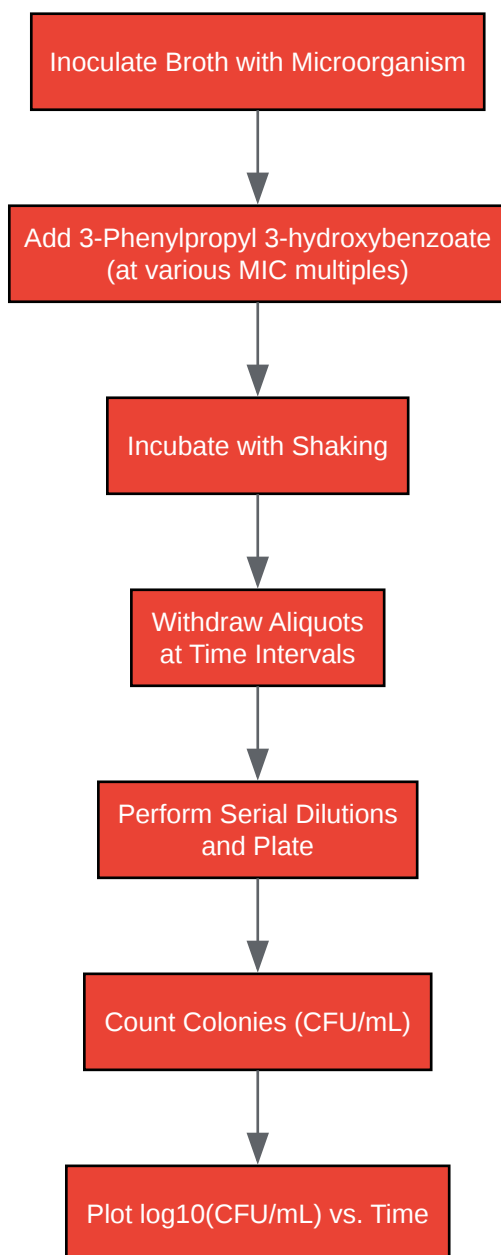 Inoculate Broth with Microorganism
Add 3-Phenylpropyl 3-hydroxybenzoate
(at various MIC multiples)
Incubate with Shaking
Withdraw Aliquots
at Time Intervals
Perform Serial Dilutions
and Plate
Count Colonies (CFU/mL)
Plot log10(CFU/mL) vs. Time